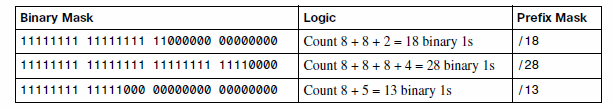 Binary Mask Logic Prefix Mask
11111111 11111111 11000000 00000000 Count 8 + 8 + 2 = 18 binary 1s /18
11111111 11111111 11111111 11110000 Count 8 + 8 + 8 + 4 = 28 binary 1s /28
11111111 11111000 00000000 00000000 Count 8 + 5 = 13 binary 1s /13